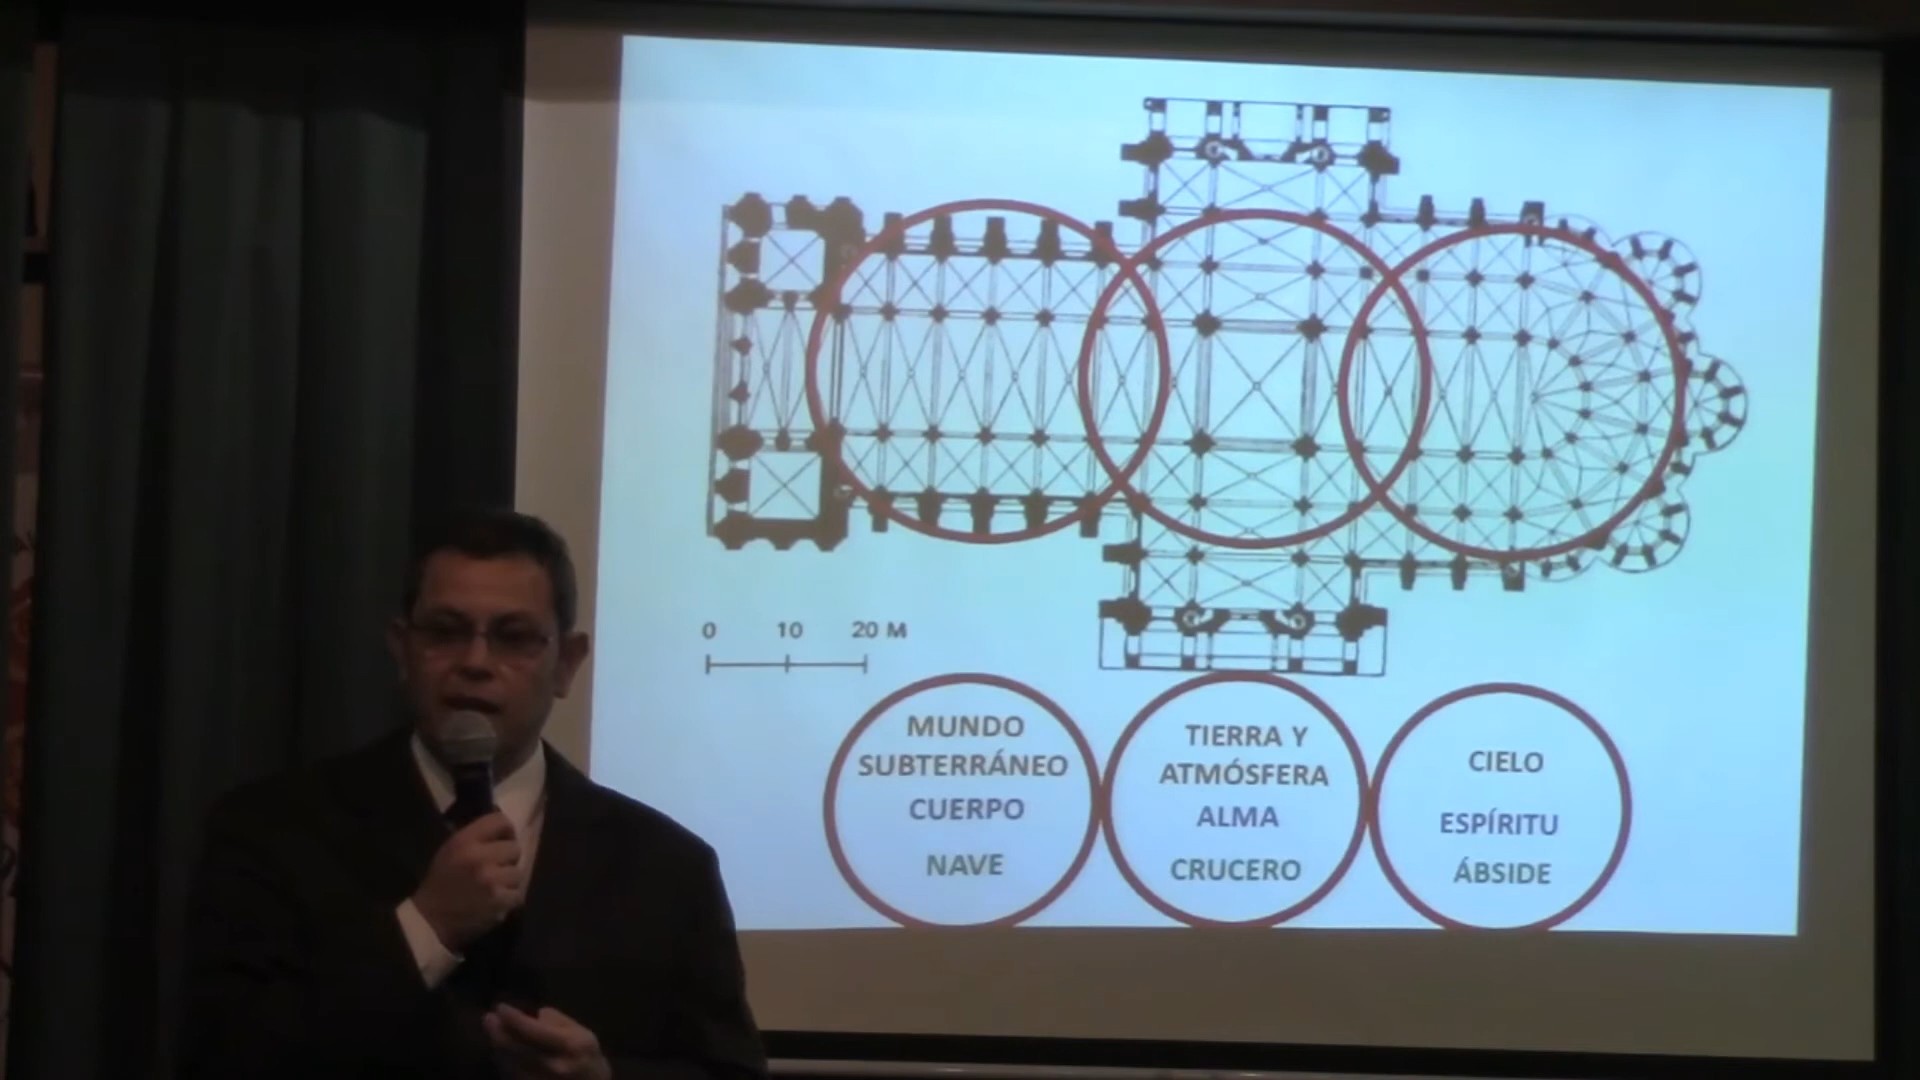 0 10 20 M
MUNDO
SUBTERRÁNEO
CUERPO
NAVE
TIERRA Y
ATMÓSFERA
ALMA
CRUCERO
CIELO
ESPÍRITU
ÁBSIDE